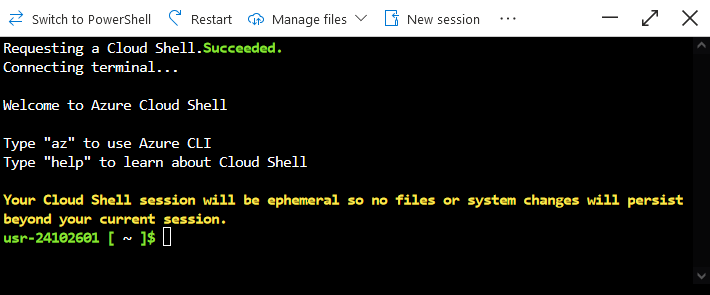 Switch to PowerShell Restart Manage files New session ...
Requesting a Cloud Shell.Succeeded.
Connecting terminal...
Welcome to Azure Cloud Shell
Type "az" to use Azure CLI
Type "help" to learn about Cloud Shell
Your Cloud Shell session will be ephemeral so no files or system changes will persist
beyond your current session.
usr-24102601 [ ~ ]$